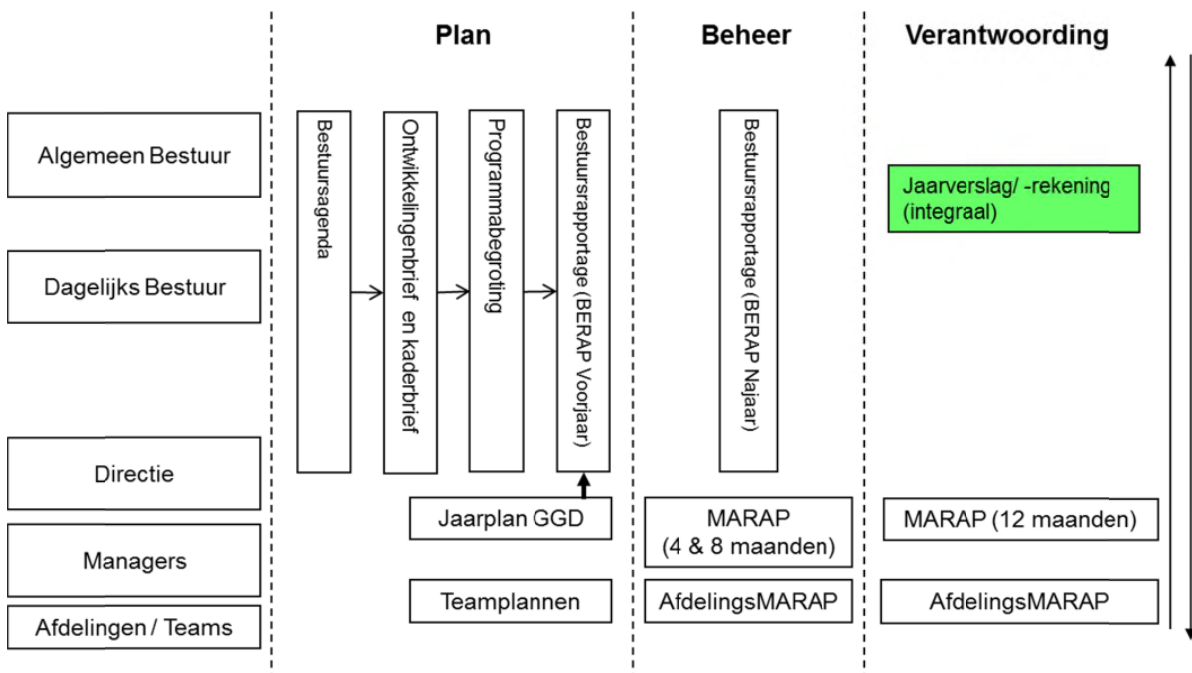 Plan
Beheer
Verantwoording
Algemeen Bestuur
Dagelijks Bestuur
Directie
Managers
Afdelingen / Teams
Bestuursagenda
Ontwikkelingenbrief en kaderbrief
Programmabegroting
Bestuursrapportage (BERAP Voorjaar)
Jaarplan GGD
Teamplannen
Bestuursrapportage (BERAP Najaar)
MARAP
(4 & 8 maanden)
AfdelingsMARAP
Jaarverslag/ -rekening
(integraal)
MARAP (12 maanden)
AfdelingsMARAP